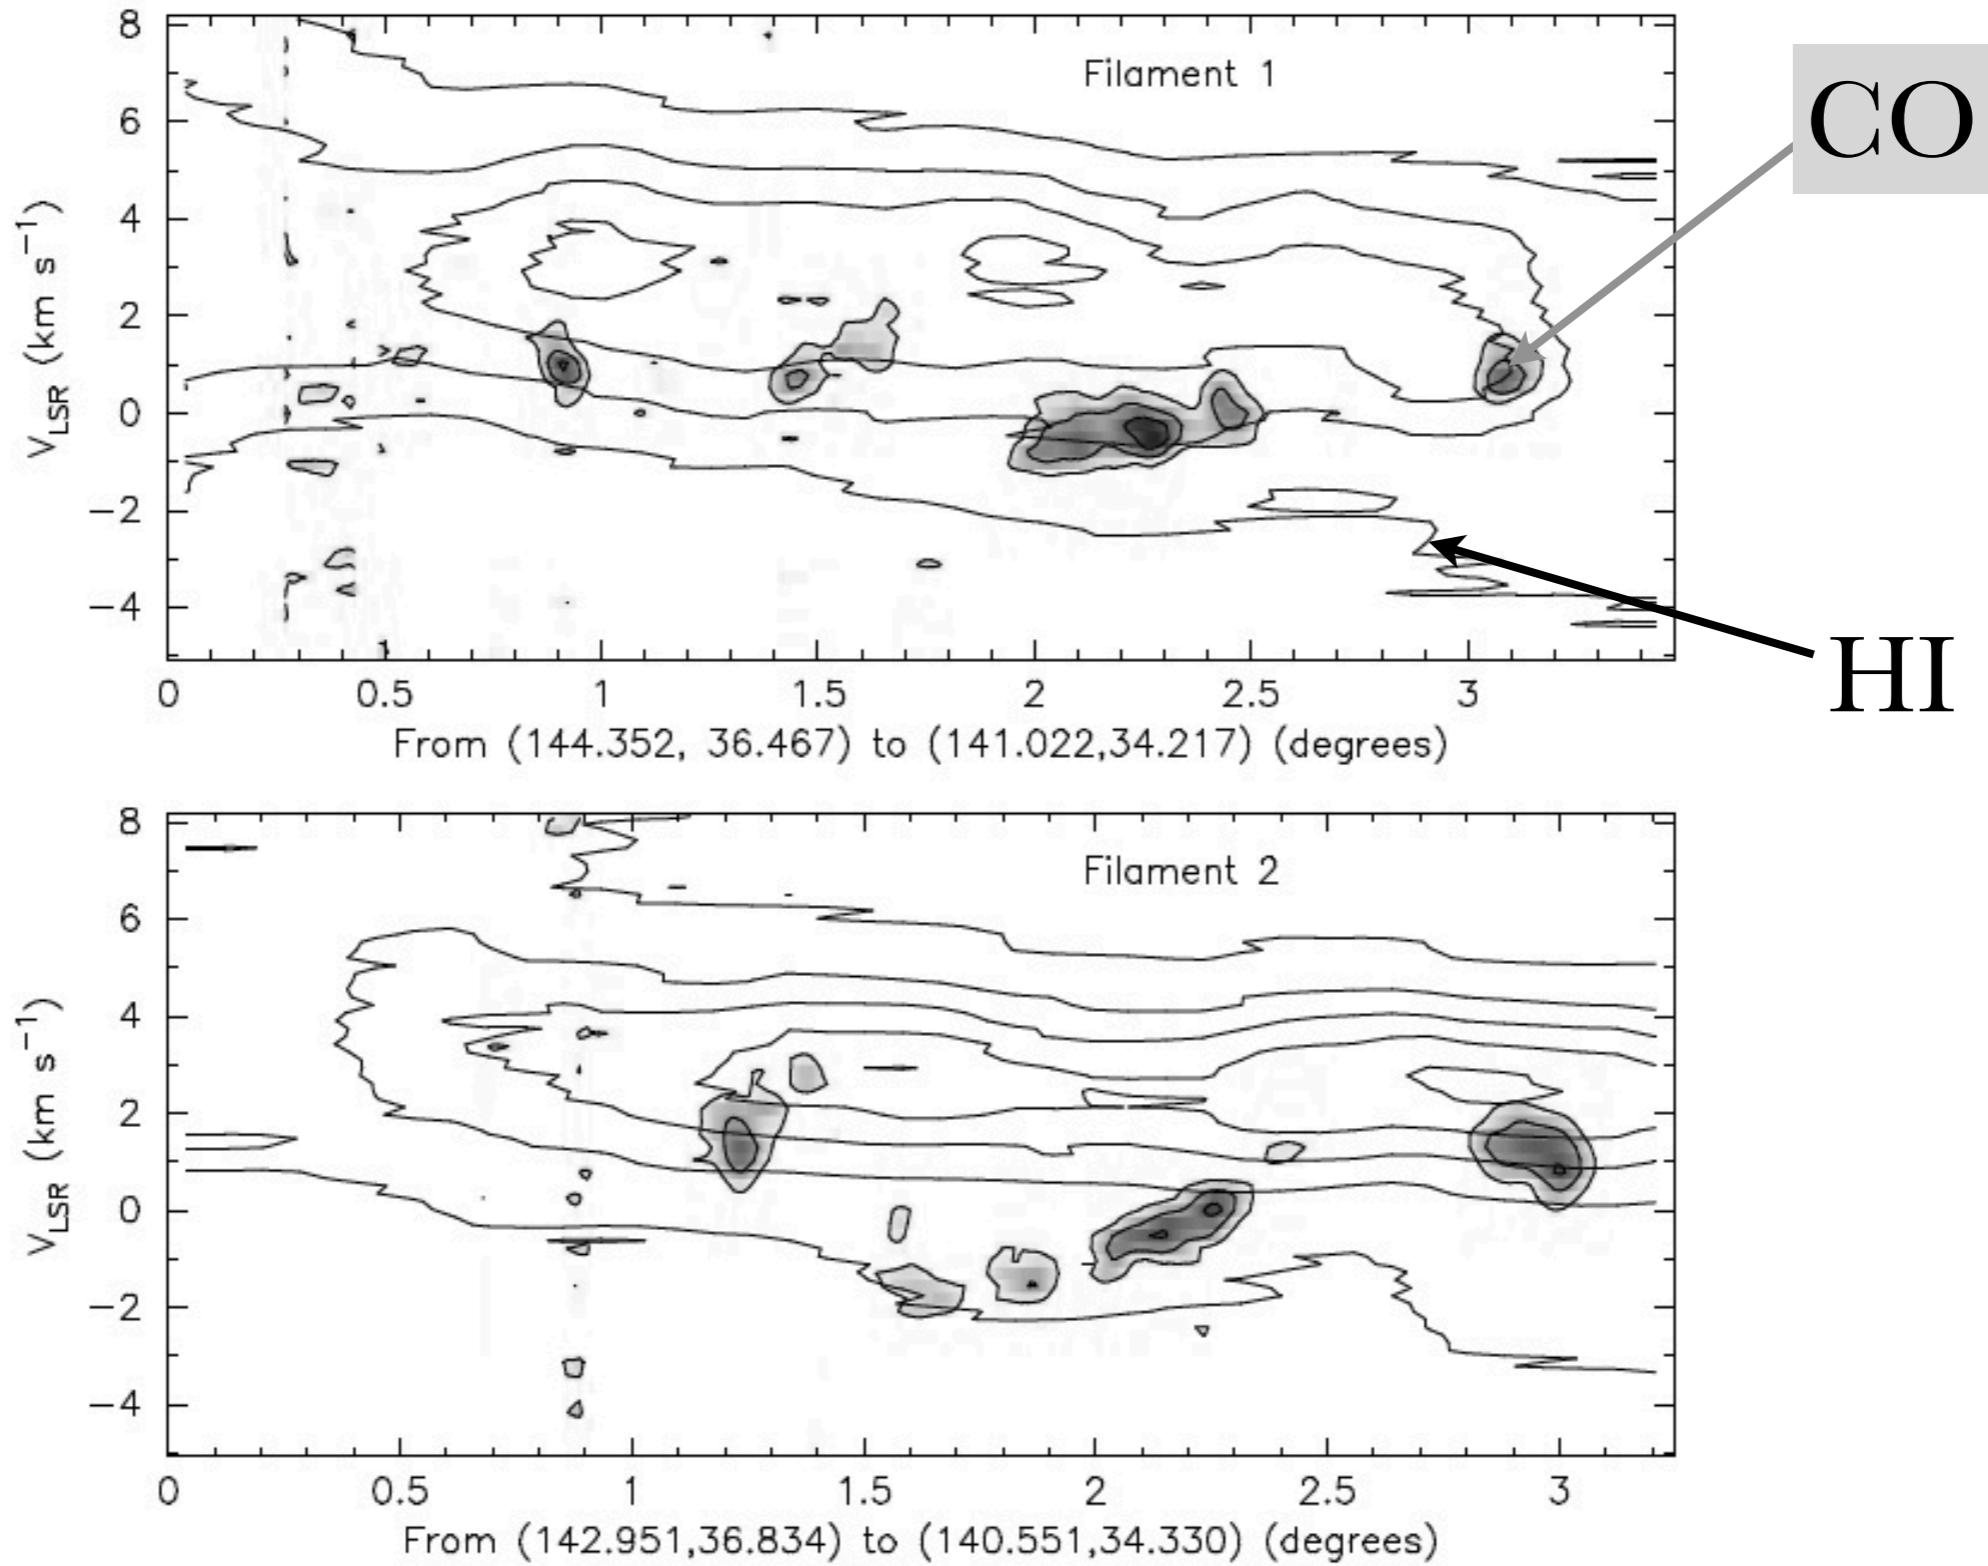 Filament 1
CO
HI
8
6
4
2
0
−2
−4
V_LSR (km s⁻¹)
0 0.5 1 1.5 2 2.5 3
From (144.352, 36.467) to (141.022,34.217) (degrees)
Filament 2
8
6
4
2
0
−2
−4
V_LSR (km s⁻¹)
0 0.5 1 1.5 2 2.5 3
From (142.951,36.834) to (140.551,34.330) (degrees)